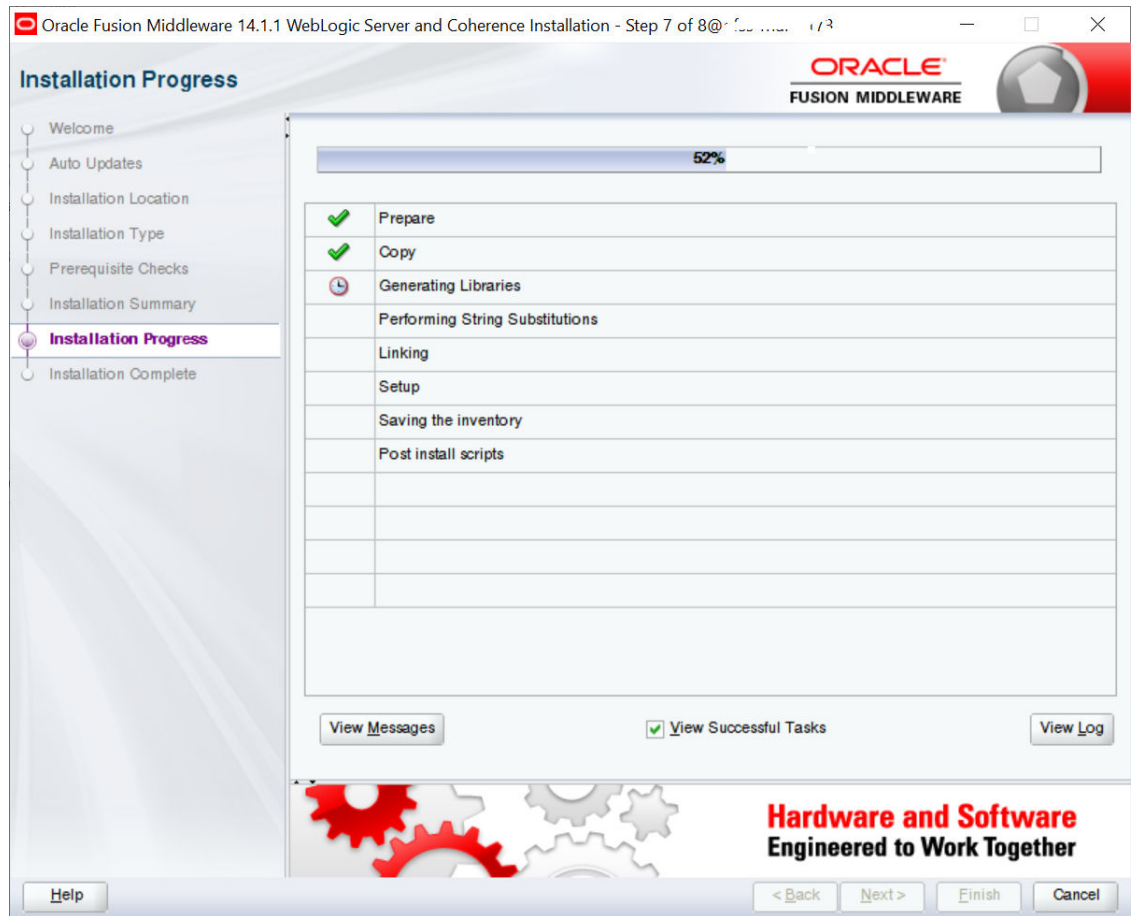 Oracle Fusion Middleware 14.1.1 WebLogic Server and Coherence Installation - Step 7 of 8@
Installation Progress
ORACLE
FUSION MIDDLEWARE
Welcome
Auto Updates
Installation Location
Installation Type
Prerequisite Checks
Installation Summary
Installation Progress
Installation Complete
52%
Prepare
Copy
Generating Libraries
Performing String Substitutions
Linking
Setup
Saving the inventory
Post install scripts
View Messages
View Successful Tasks
View Log
Hardware and Software
Engineered to Work Together
Help
< Back
Next >
Finish
Cancel